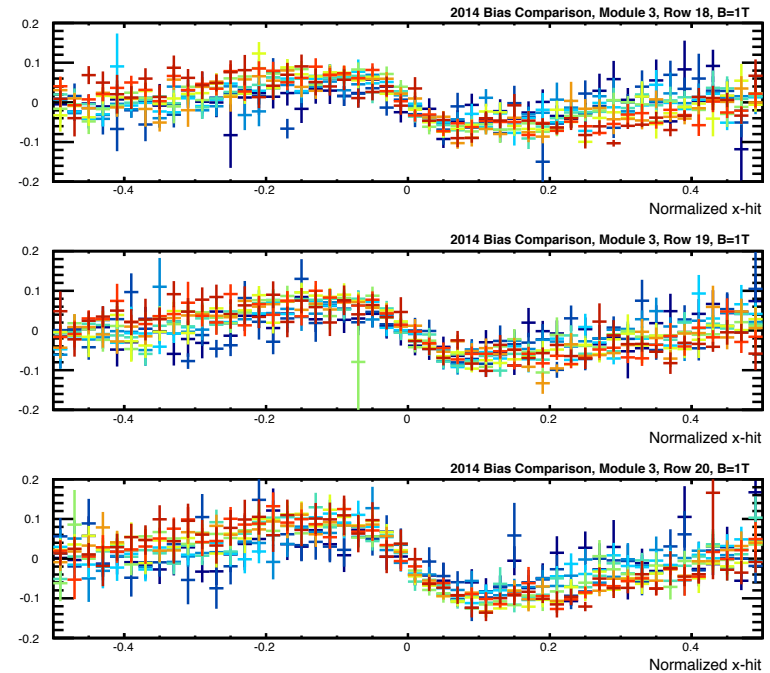 2014 Bias Comparison, Module 3, Row 18, B=1T
0.2
0.1
0
-0.1
-0.2
-0.4 -0.2 0 0.2 0.4
Normalized x-hit
2014 Bias Comparison, Module 3, Row 19, B=1T
0.2
0.1
0
-0.1
-0.2
-0.4 -0.2 0 0.2 0.4
Normalized x-hit
2014 Bias Comparison, Module 3, Row 20, B=1T
0.2
0.1
0
-0.1
-0.2
-0.4 -0.2 0 0.2 0.4
Normalized x-hit